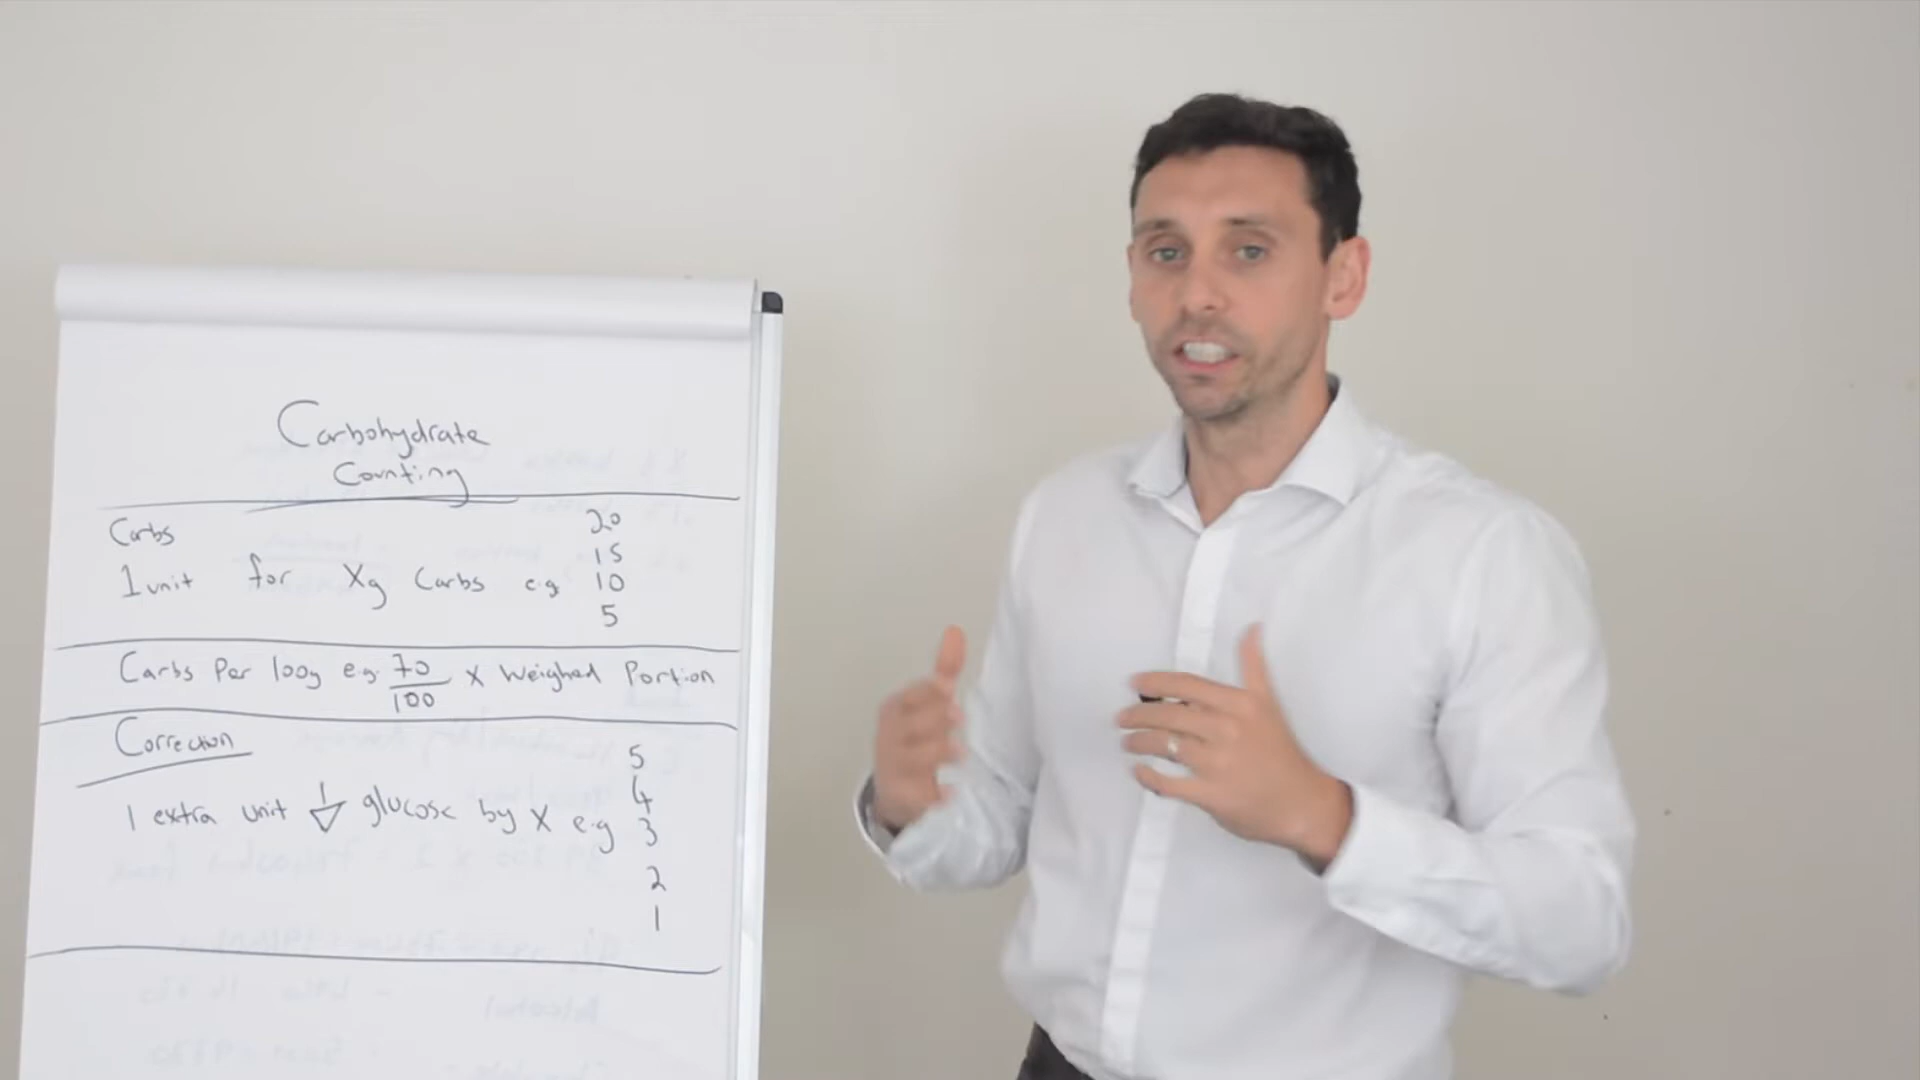 Carbohydrate
Counting
Carbs
1 unit for Xg Carbs e.g
20
15
10
5
Carbs Per 100g e.g. 70/100 x Weighed Portion
Correction
1 extra unit ↓ glucose by X e.g
5
4
3
2
1